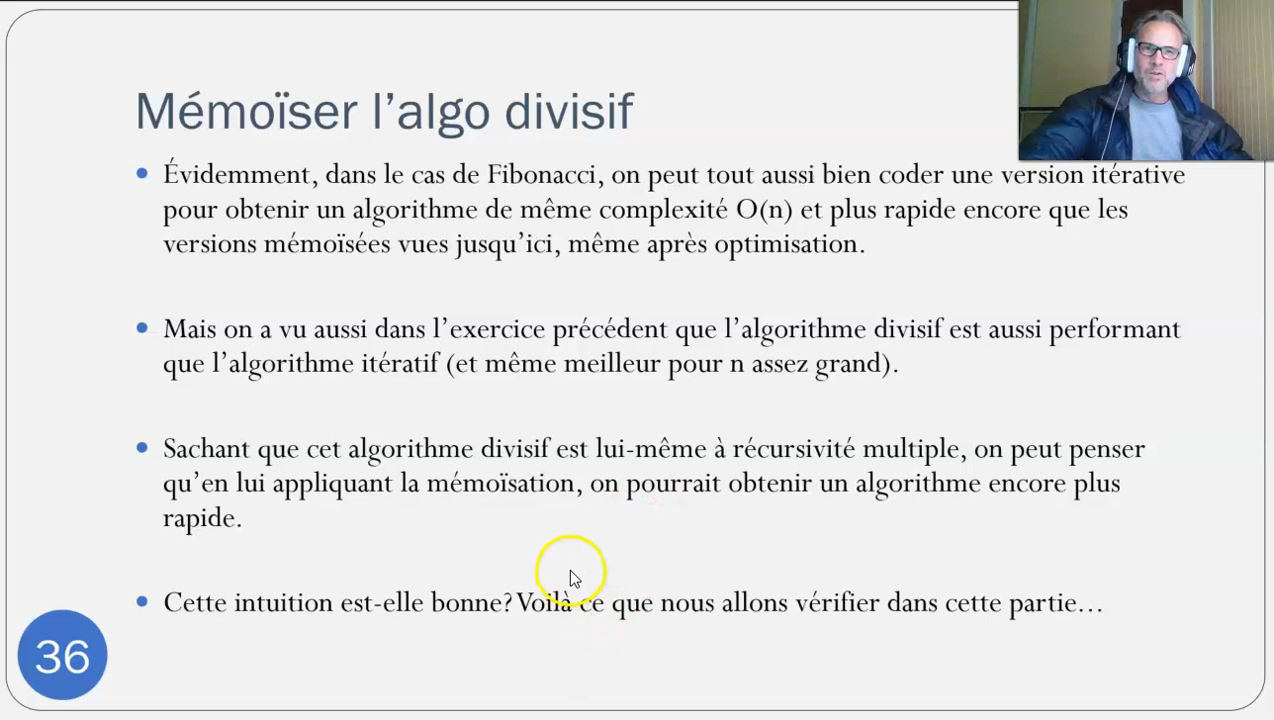 Mémoïser l’algo divisif
• Évidemment, dans le cas de Fibonacci, on peut tout aussi bien coder une version itérative
pour obtenir un algorithme de même complexité O(n) et plus rapide encore que les
versions mémoïsées vues jusqu’ici, même après optimisation.
• Mais on a vu aussi dans l’exercice précédent que l’algorithme divisif est aussi performant
que l’algorithme itératif (et même meilleur pour n assez grand).
• Sachant que cet algorithme divisif est lui-même à récursivité multiple, on peut penser
qu’en lui appliquant la mémoïsation, on pourrait obtenir un algorithme encore plus
rapide.
• Cette intuition est-elle bonne? Voilà ce que nous allons vérifier dans cette partie…
36